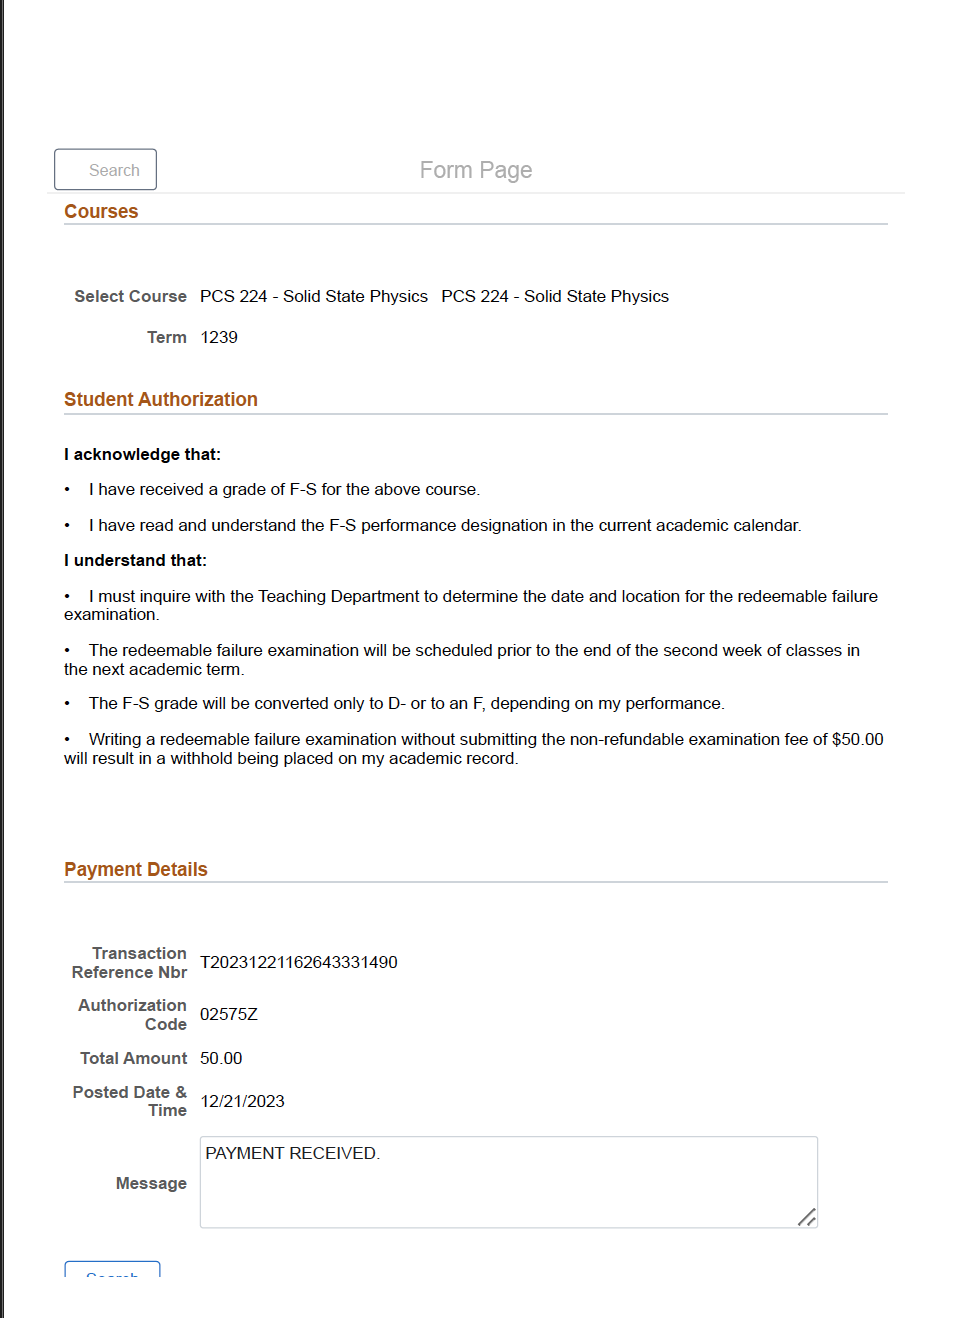 Search
Form Page
Courses
Select Course PCS 224 - Solid State Physics PCS 224 - Solid State Physics
Term 1239
Student Authorization
I acknowledge that:
• I have received a grade of F-S for the above course.
• I have read and understand the F-S performance designation in the current academic calendar.
I understand that:
• I must inquire with the Teaching Department to determine the date and location for the redeemable failure
examination.
• The redeemable failure examination will be scheduled prior to the end of the second week of classes in
the next academic term.
• The F-S grade will be converted only to D- or to an F, depending on my performance.
• Writing a redeemable failure examination without submitting the non-refundable examination fee of $50.00
will result in a withhold being placed on my academic record.
Payment Details
Transaction
Reference Nbr T20231221162643331490
Authorization
Code 02575Z
Total Amount 50.00
Posted Date &
Time 12/21/2023
Message PAYMENT RECEIVED.
Search